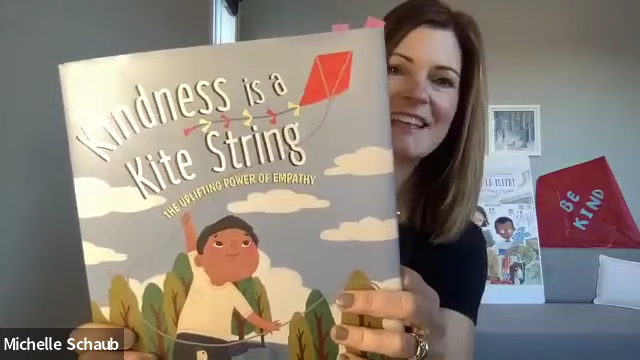 Kindness is a
Kite String
THE UPLIFTING POWER OF EMPATHY
BE
KIND
Michelle Schaub